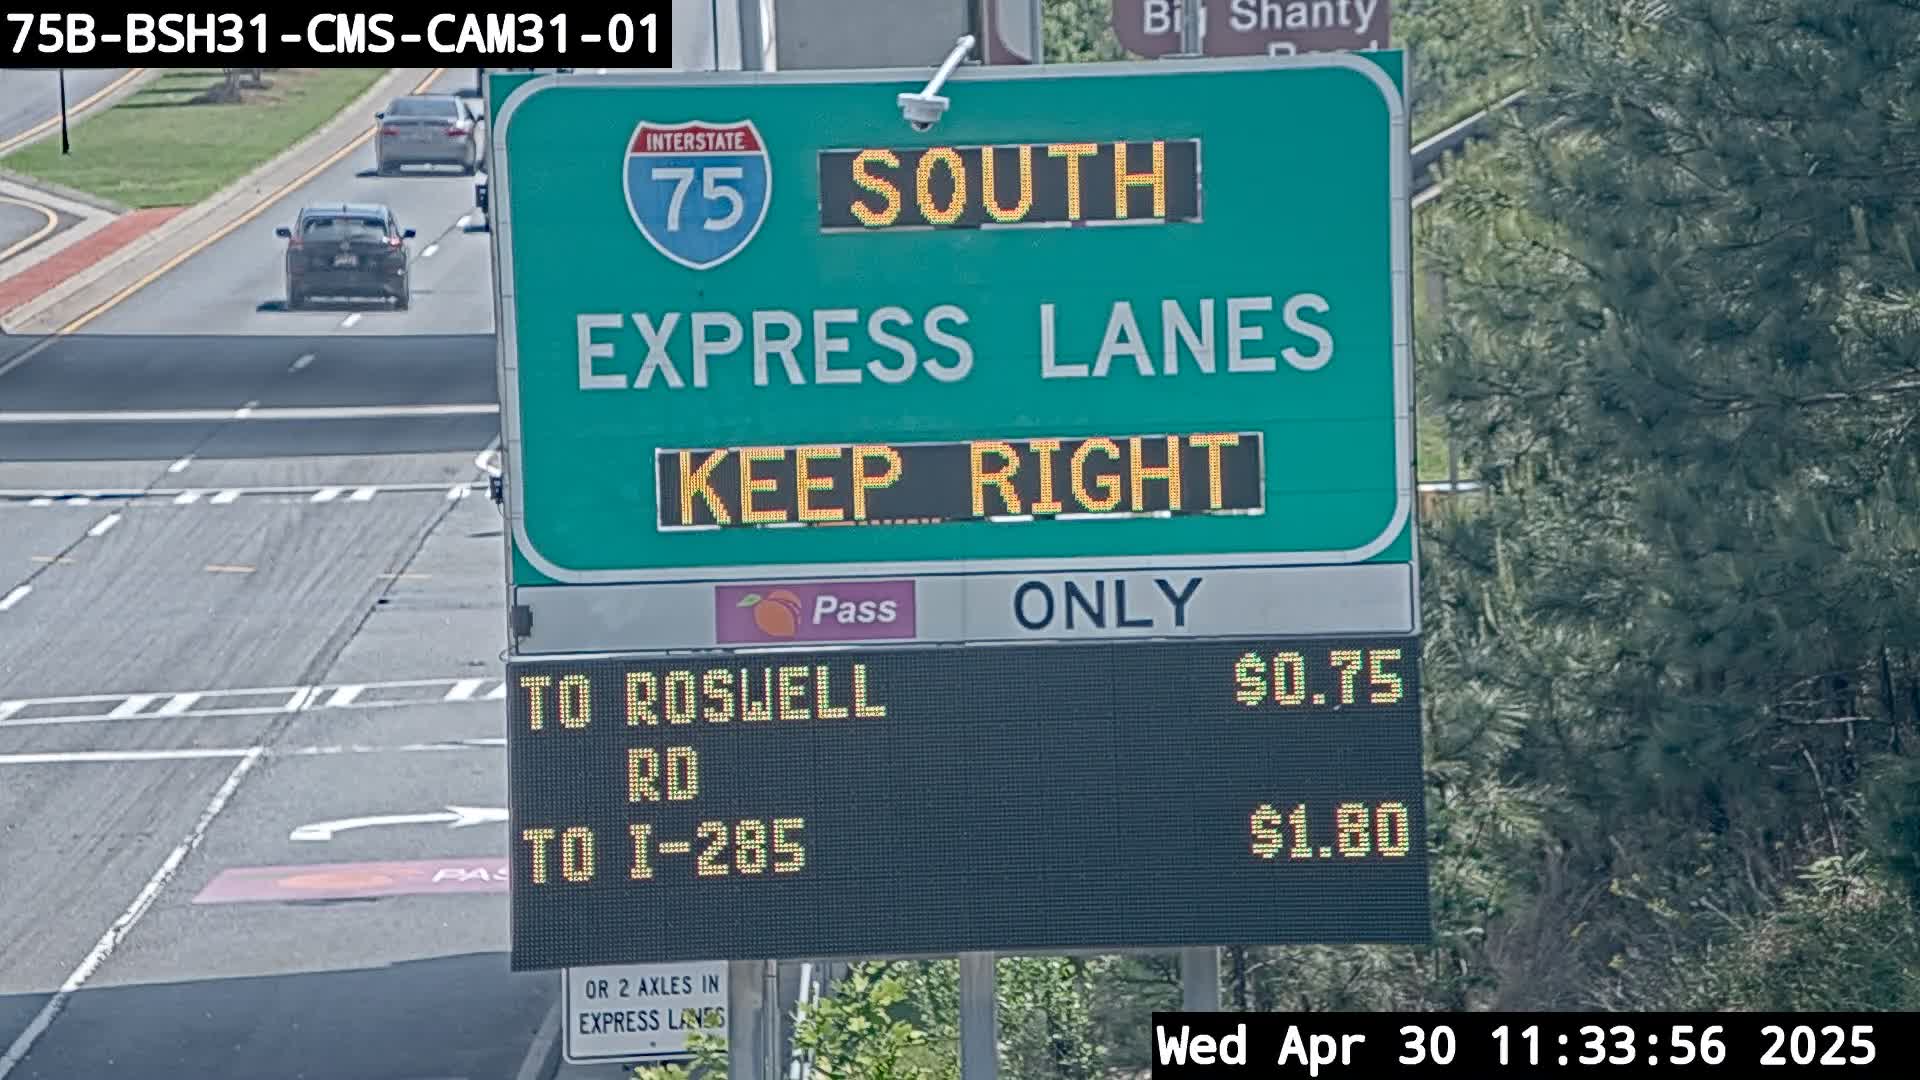 75B-BSH31-CMS-CAM31-01
Big Shanty
Road
INTERSTATE
75
SOUTH
EXPRESS LANES
KEEP RIGHT
Pass ONLY
TO ROSWELL $0.75
RD
TO I-285 $1.80
PAS
OR 2 AXLES IN
EXPRESS LANES
Wed Apr 30 11:33:56 2025